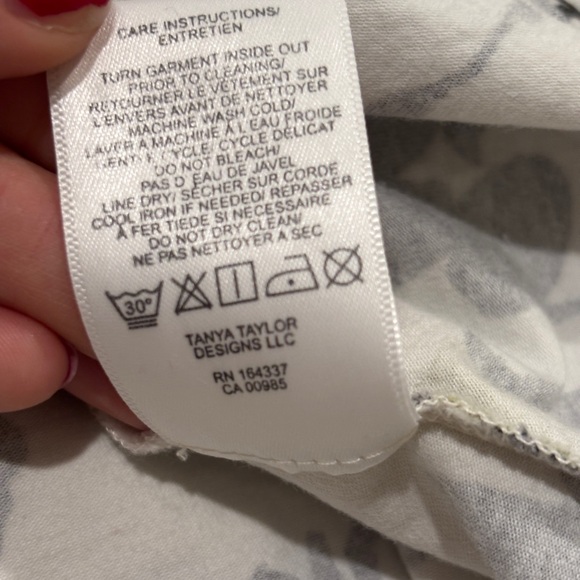 CARE INSTRUCTIONS/
ENTRETIEN
TURN GARMENT INSIDE OUT
PRIOR TO CLEANING/
RETOURNER LE VÊTEMENT SUR
L'ENVERS AVANT DE NETTOYER
MACHINE WASH COLD/
LAVER A MACHINE A L'EAU FROIDE
CYCLE/ CYCLE DÉLICAT
DO NOT BLEACH/
PAS D'EAU DE JAVEL
LINE DRY/ SÉCHER SUR CORDE
COOL IRON IF NEEDED/ REPASSER
À FER TIEDE SI NECESSAIRE
DO NOT DRY CLEAN/
NE PAS NETTOYER A SEC
30°
TANYA TAYLOR
DESIGNS LLC
RN 164337
CA 00985